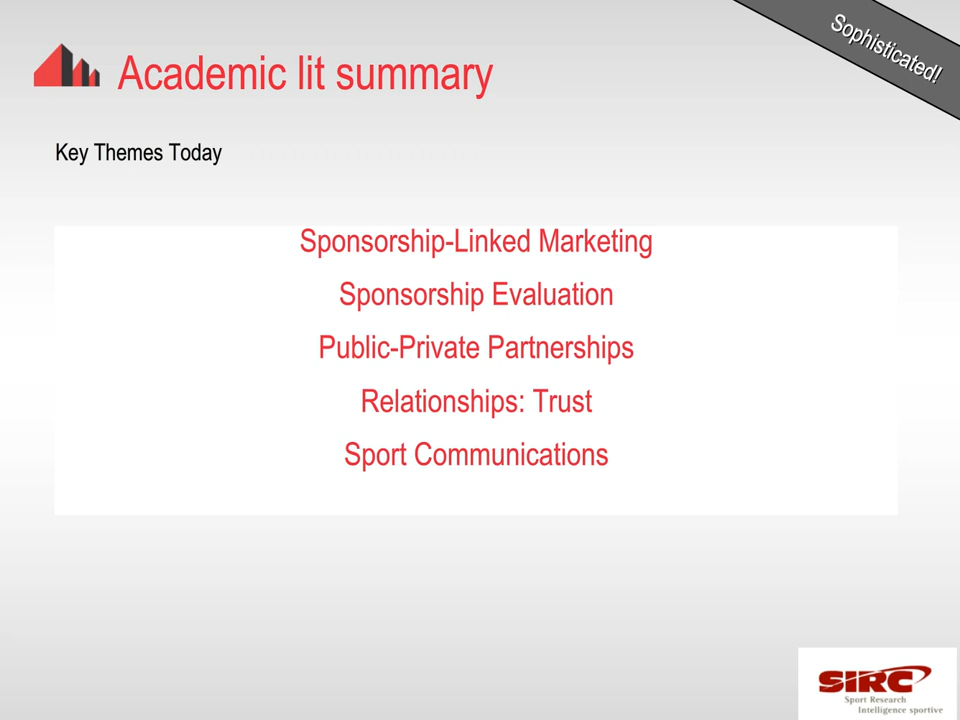 Sophisticated!
Academic lit summary
Key Themes Today
Sponsorship-Linked Marketing
Sponsorship Evaluation
Public-Private Partnerships
Relationships: Trust
Sport Communications
SIRC
Sport Research
Intelligence sportive